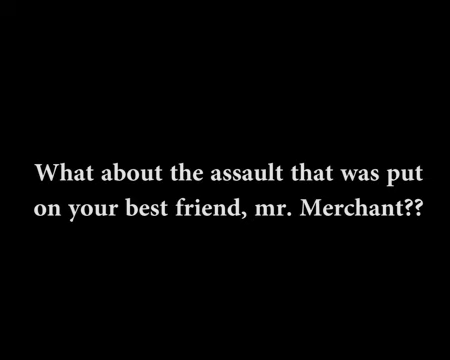 What about the assault that was put
on your best friend, mr. Merchant??